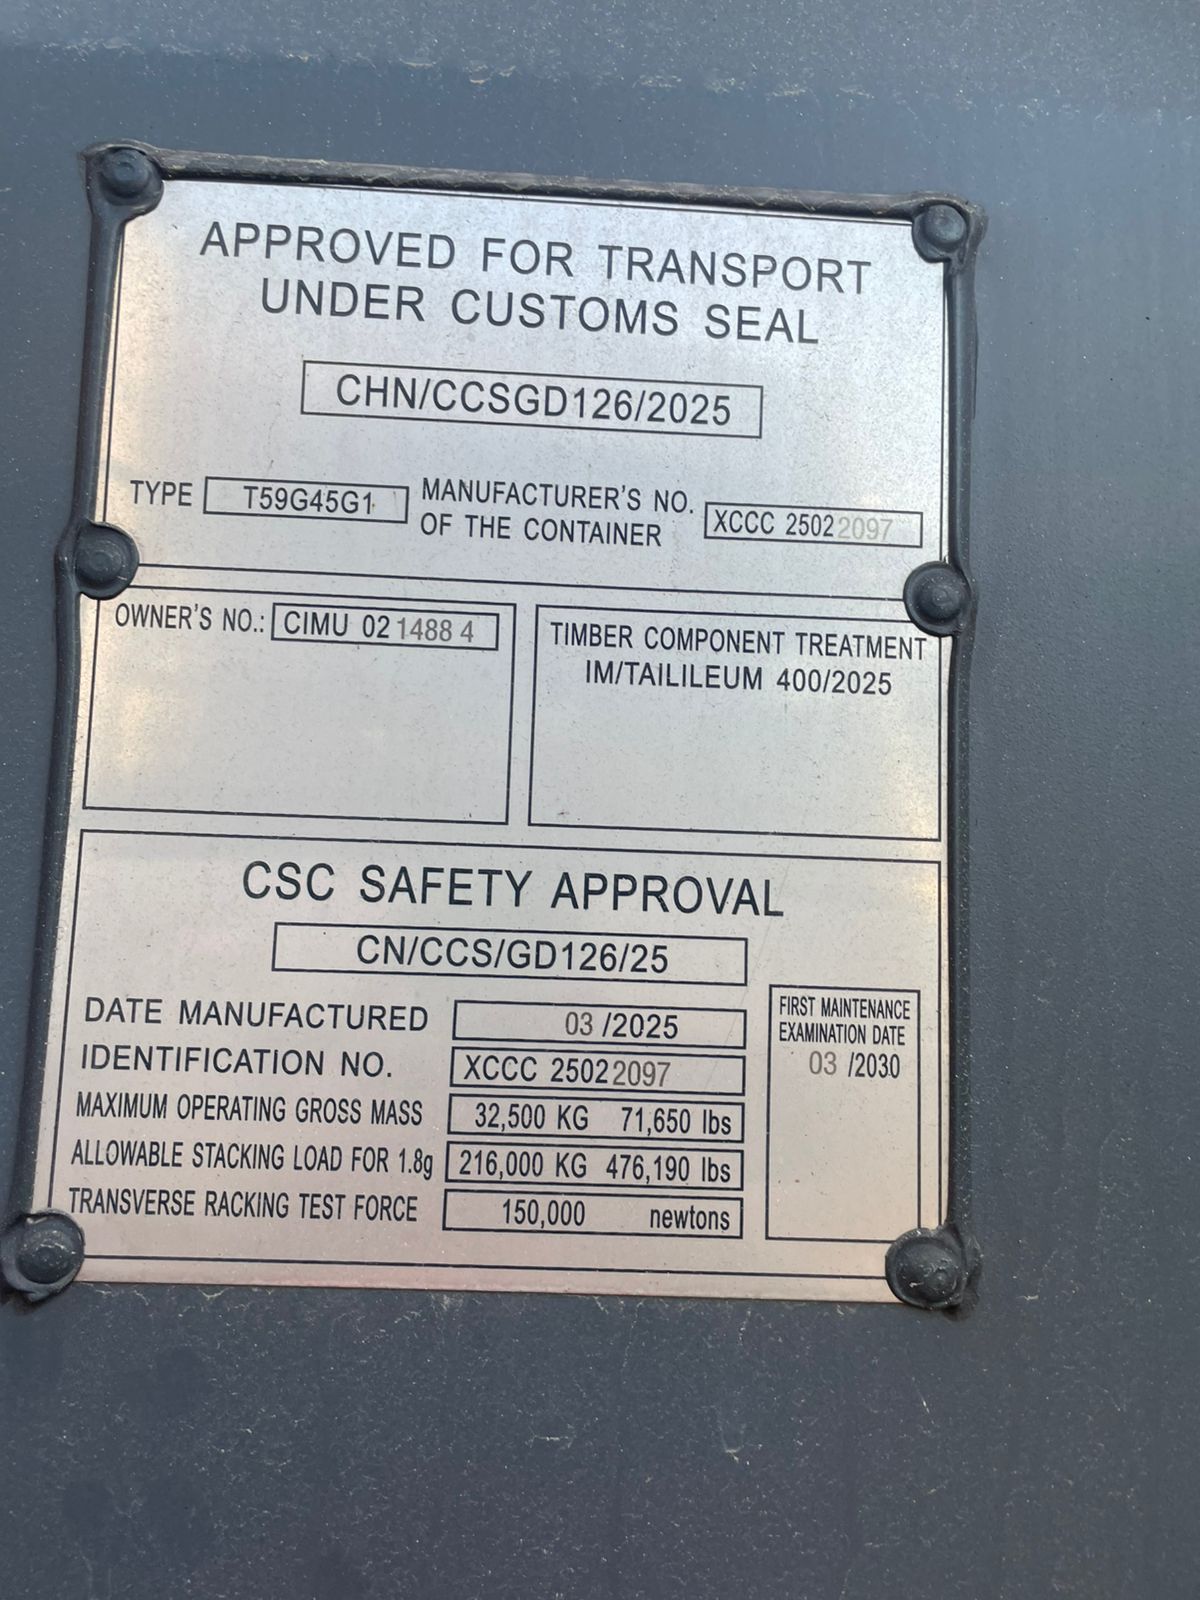 APPROVED FOR TRANSPORT
UNDER CUSTOMS SEAL
CHN/CCSGD126/2025
TYPE T59G45G1
MANUFACTURER'S NO.
OF THE CONTAINER
XCCC 25022097
OWNER'S NO.: CIMU 021488 4
TIMBER COMPONENT TREATMENT
IM/TAILILEUM 400/2025
CSC SAFETY APPROVAL
CN/CCS/GD126/25
DATE MANUFACTURED 03 /2025
IDENTIFICATION NO. XCCC 25022097
MAXIMUM OPERATING GROSS MASS 32,500 KG 71,650 lbs
ALLOWABLE STACKING LOAD FOR 1.8g 216,000 KG 476,190 lbs
TRANSVERSE RACKING TEST FORCE 150,000 newtons
FIRST MAINTENANCE
EXAMINATION DATE
03 /2030